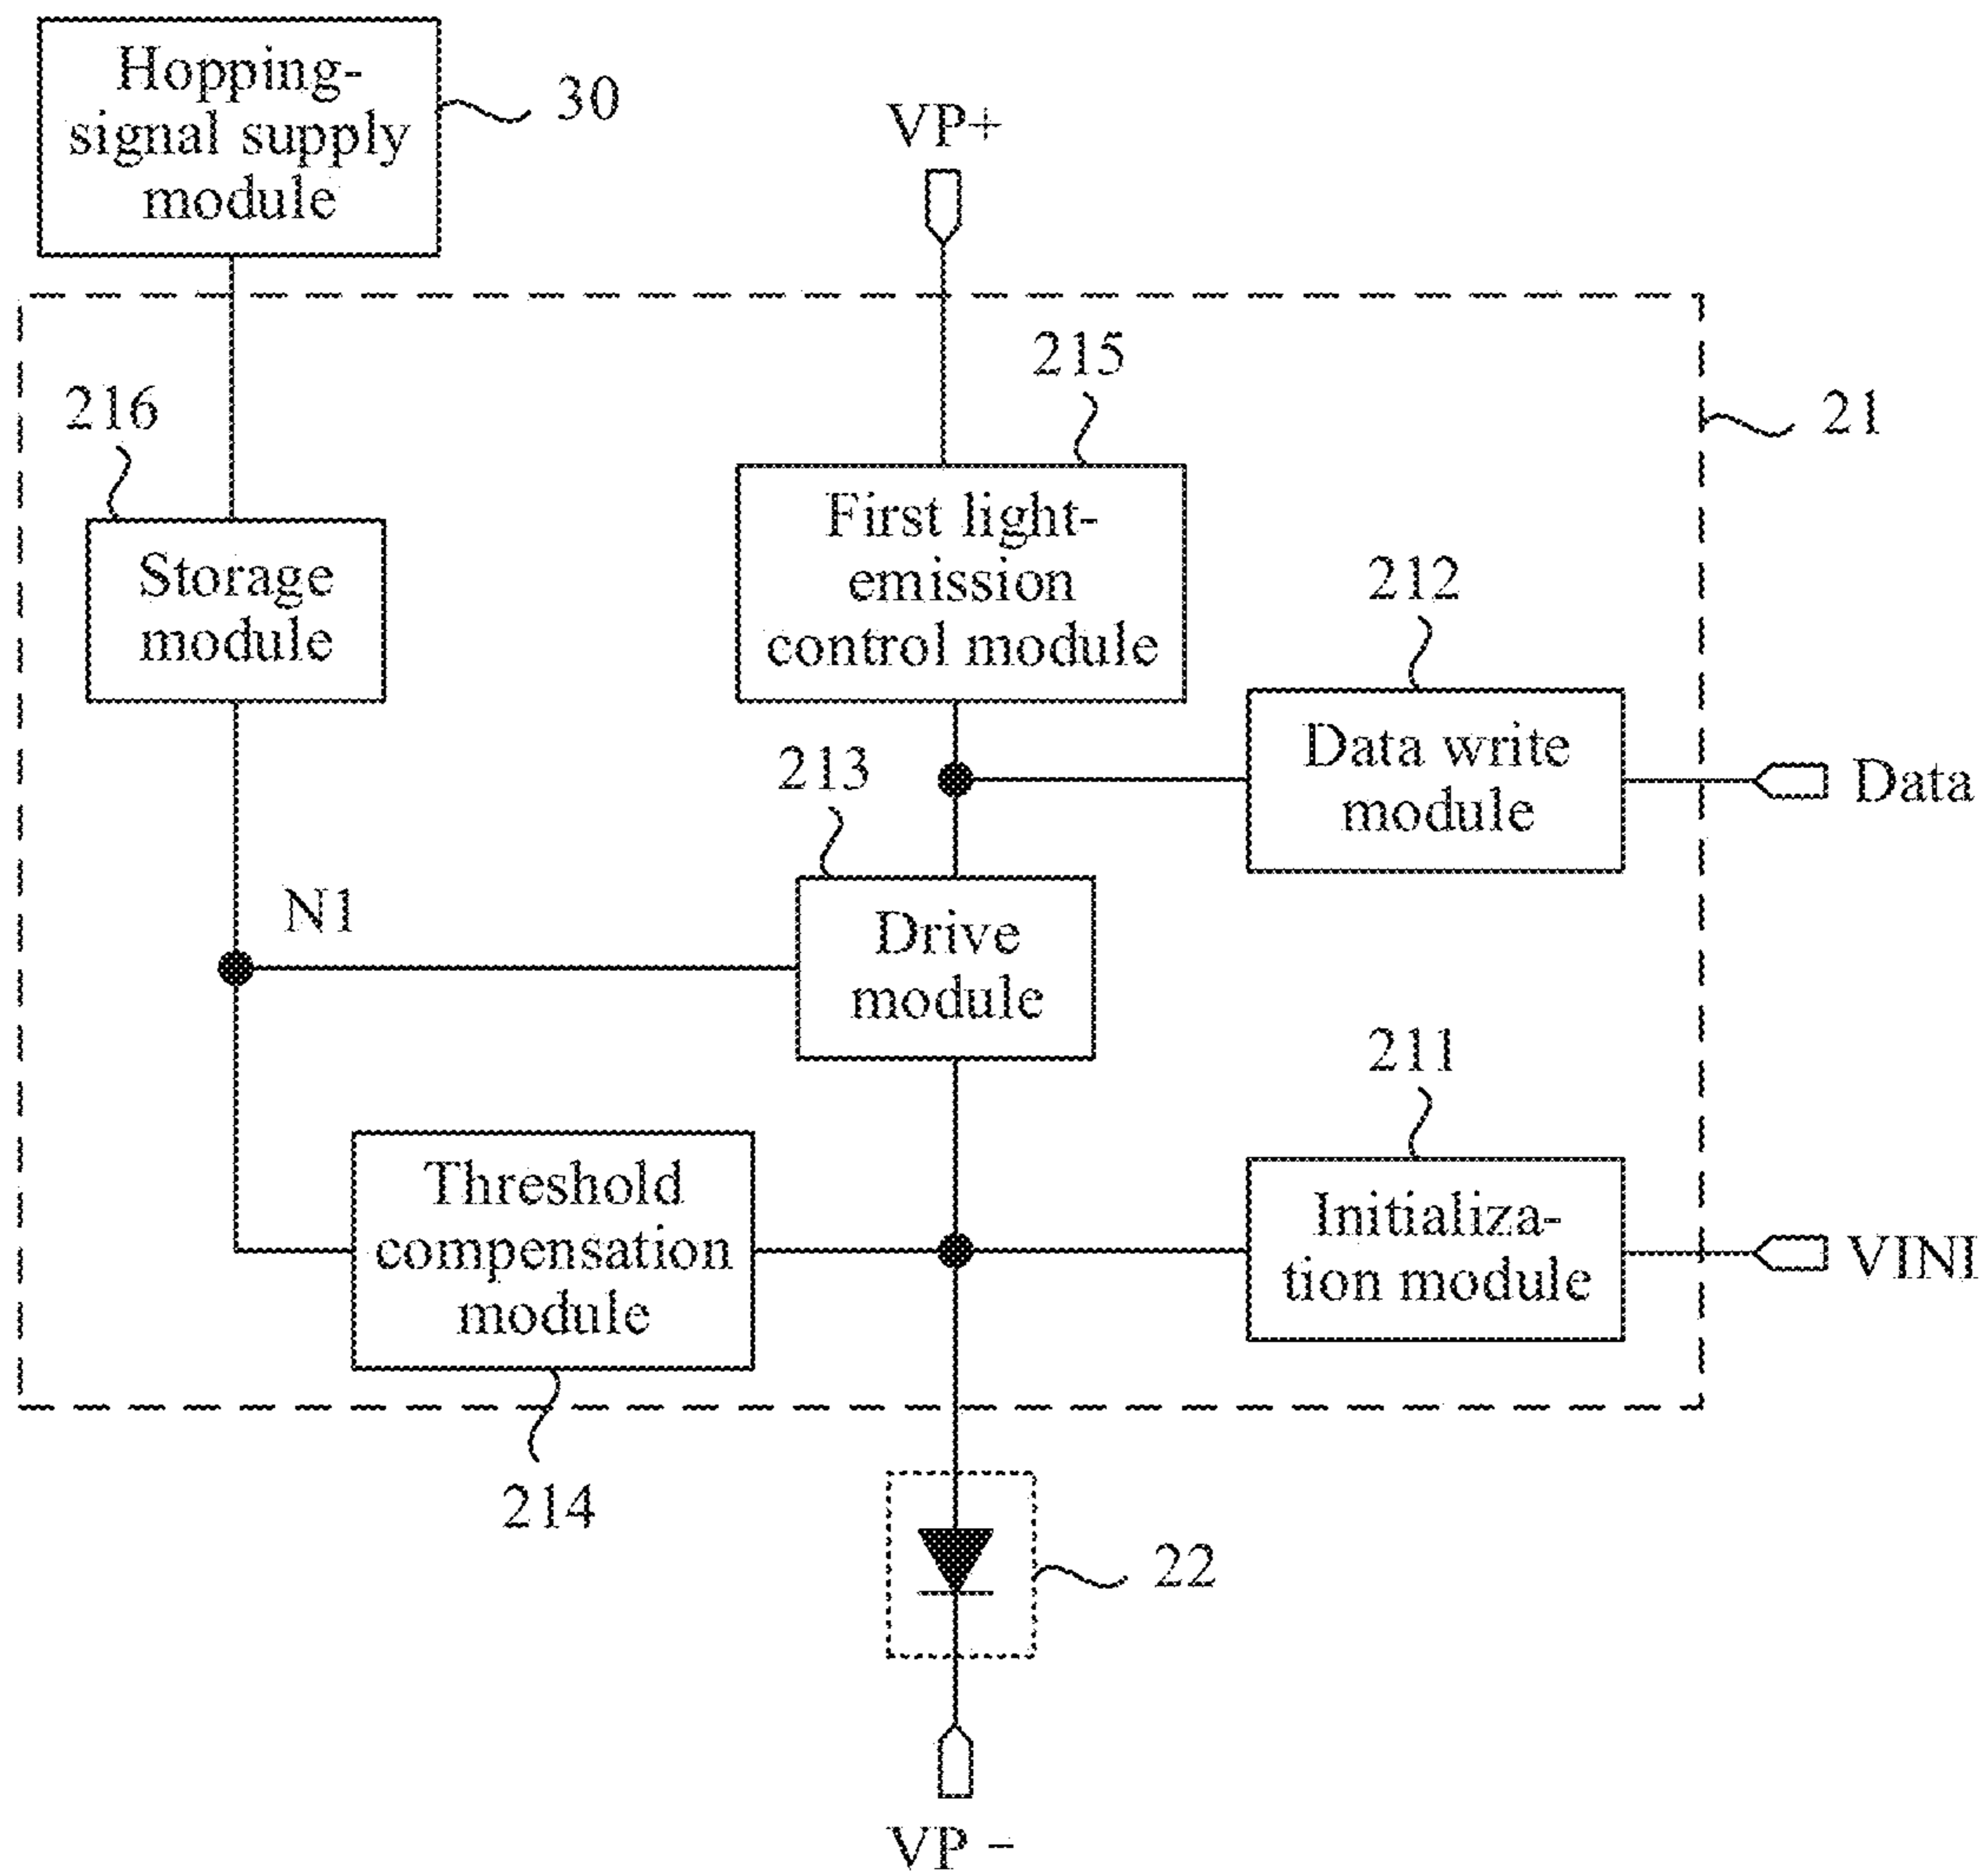 Hopping-
signal supply
module
30
VP+
215
216
21
First light-
emission
control module
Storage
module
212
213
Data write
module
Data
N1
Drive
module
211
Threshold
compensation
module
Initializa-
tion module
VINI
214
22
VP −